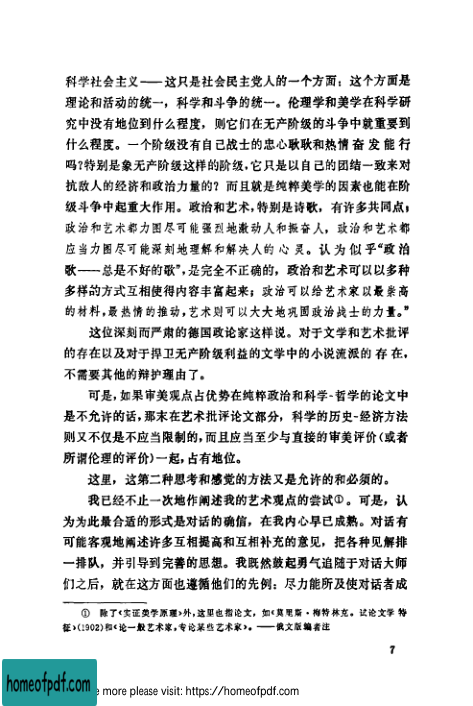 科学社会主义——这只是社会民主党人的一个方面；这个方面是
理论和活动的统一，科学和斗争的统一。伦理学和美学在科学研
究中没有地位到什么程度，则它们在无产阶级的斗争中就重要到
什么程度。一个阶级没有自己战士的忠心耿耿和热情奋发能行
吗?特别是象无产阶级这样的阶级，它只是以自己的团结一致来对
抗敌人的经济和政治力量的？而且就是纯粹美学的因素也能在阶
级斗争中起重大作用。政治和艺术，特别是诗歌，有许多共同点；
政治和艺术都力图尽可能强烈地激动人和振奋人，政治和艺术都
应当力图尽可能深刻地理解和解决人的心灵。认为似乎“政治
歌——总是不好的歌”，是完全不正确的，政治和艺术可以以多种
多样的方式互相使得内容丰富起来；政治可以给艺术家以最崇高
的材料，最热情的推动，艺术则可以大大地巩固政治战士的力量。”
这位深刻而严肃的德国政论家这样说。对于文学和艺术批评
的存在以及对于捍卫无产阶级利益的文学中的小说流派的存在，
不需要其他的辩护理由了。
可是，如果审美观点占优势在纯粹政治和科学-哲学的论文中
是不允许的话，那末在艺术批评论文部分，科学的历史-经济方法
则又不仅是不应当限制的，而且应当至少与直接的审美评价(或者
所谓伦理的评价)一起，占有地位。
这里，这第二种思考和感觉的方法又是允许的和必须的。
我已经不止一次地作阐述我的艺术观点的尝试①。可是，认
为为此最合适的形式是对话的确信，在我内心早已成熟。对话有
可能客观地阐述许多互相提高和互相补充的意见，把各种见解排
一排队，并引导到完善的思想。我既然鼓起勇气追随于对话大师
们之后，就在这方面也遵循他们的先例：尽力能所及使对话者成
① 除了《实证美学原理》外，这里也指论文，如《莫里斯·梅特林克。试论文学特
征》(1902)和《论一般艺术家，专论某些艺术家》。——俄文版编者注
7
homeofpdf.com
e more please visit: https://homeofpdf.com